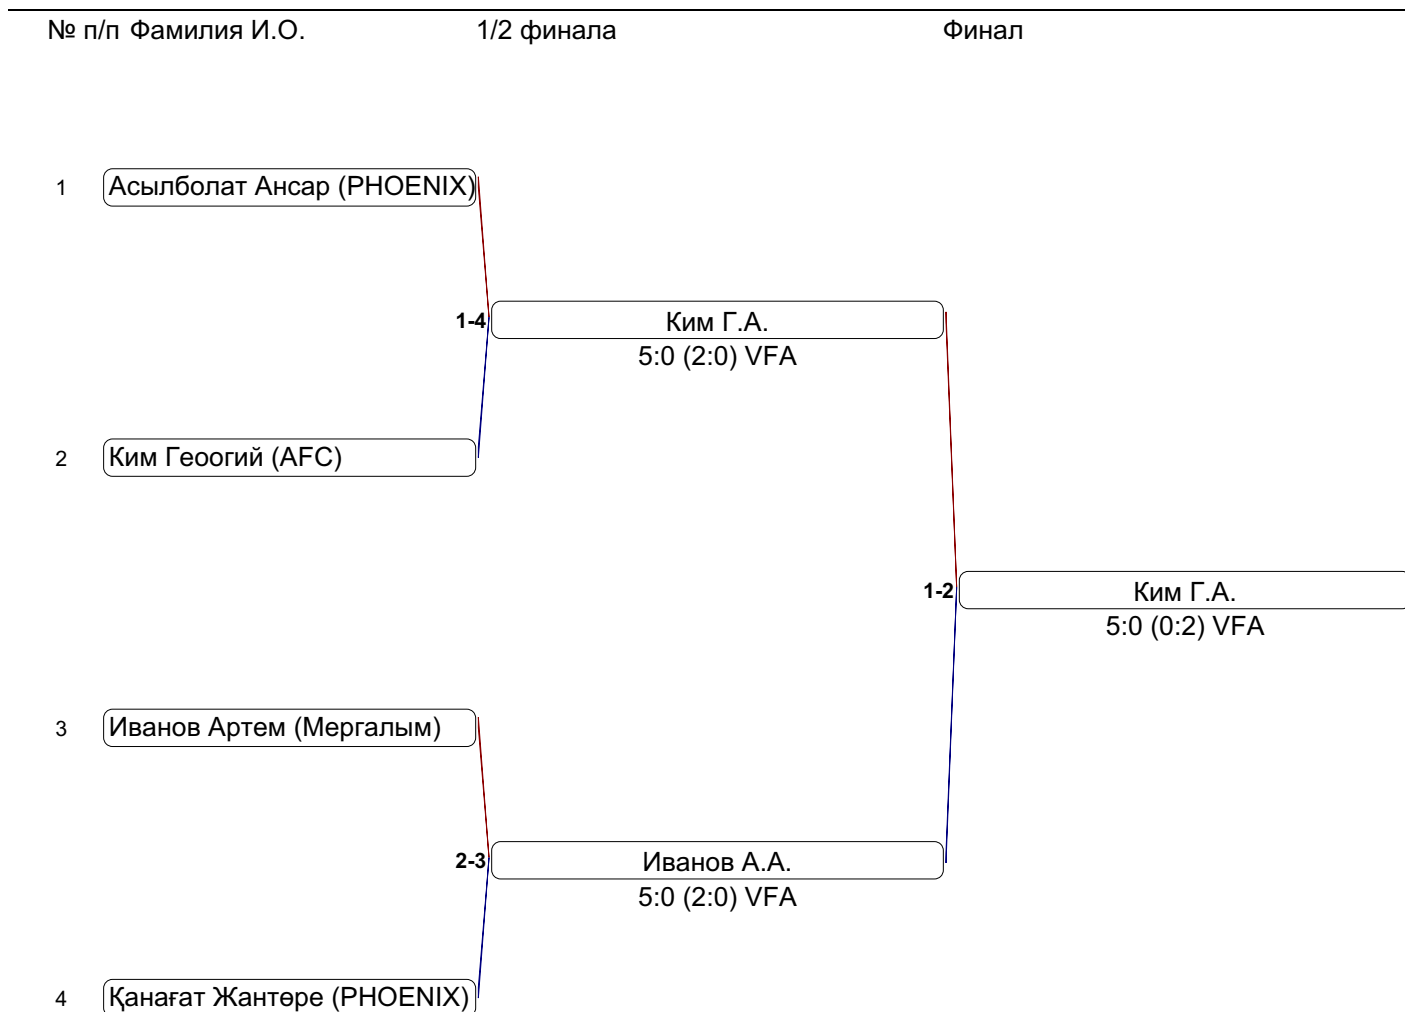 № п/п Фамилия И.О. 1/2 финала Финал
1 Асылболат Ансар (PHOENIX)
1-4 Ким Г.А.
5:0 (2:0) VFA
2 Ким Геоогий (AFC)
1-2 Ким Г.А.
5:0 (0:2) VFA
3 Иванов Артем (Мергалым)
2-3 Иванов А.А.
5:0 (2:0) VFA
4 Қанағат Жантөре (PHOENIX)